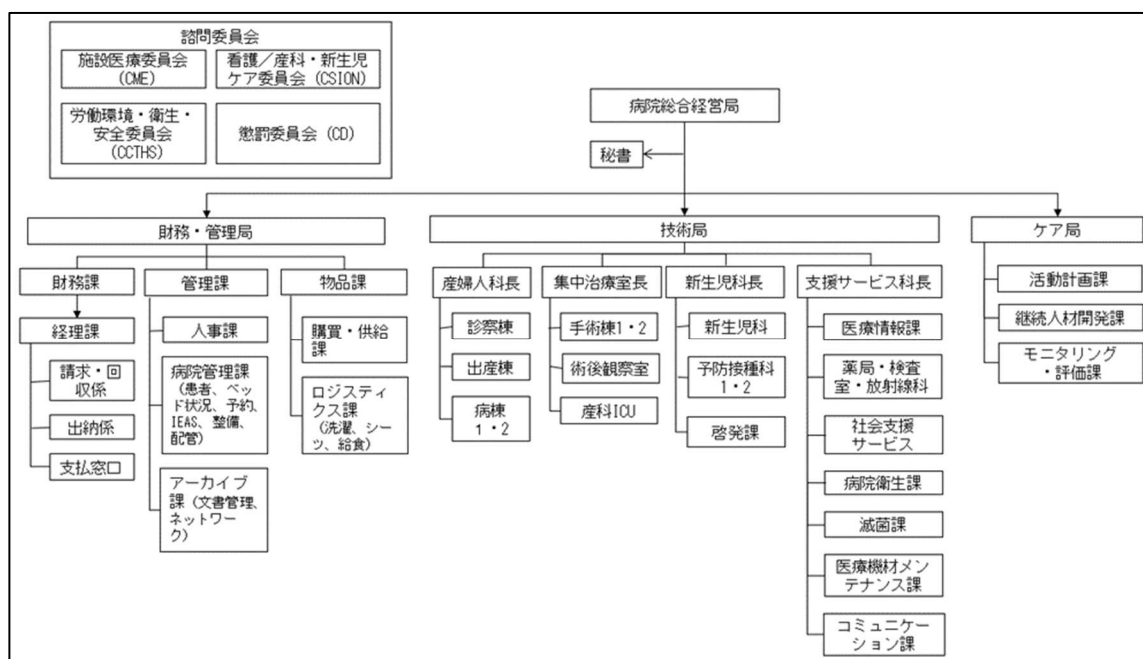 諮問委員会
施設医療委員会
(CME)
看護／産科・新生児
ケア委員会 (CSION)
労働環境・衛生・
安全委員会
(CCTHS)
懲罰委員会 (CD)
病院総合経営局
秘書
財務・管理局
技術局
ケア局
財務課
管理課
物品課
産婦人科長
集中治療室長
新生児科長
支援サービス科長
経理課
請求・回
収係
出納係
支払窓口
人事課
病院管理課
(患者、ベッ
ド状況、予約、
IEAS、整備、
配管)
アーカイブ
課 (文書管理、
ネットワー
ク)
購買・供給
課
ロジスティ
クス課
(洗濯、シー
ツ、給食)
診察棟
出産棟
病棟
1・2
手術棟1・2
術後観察室
産科ICU
新生児科
予防接種科
1・2
啓発課
医療情報課
薬局・検査
室・放射線科
社会支援
サービス
病院衛生課
滅菌課
医療機材メン
テナンス課
コミュニケー
ション課
活動計画課
継続人材開発課
モニタリング
・評価課